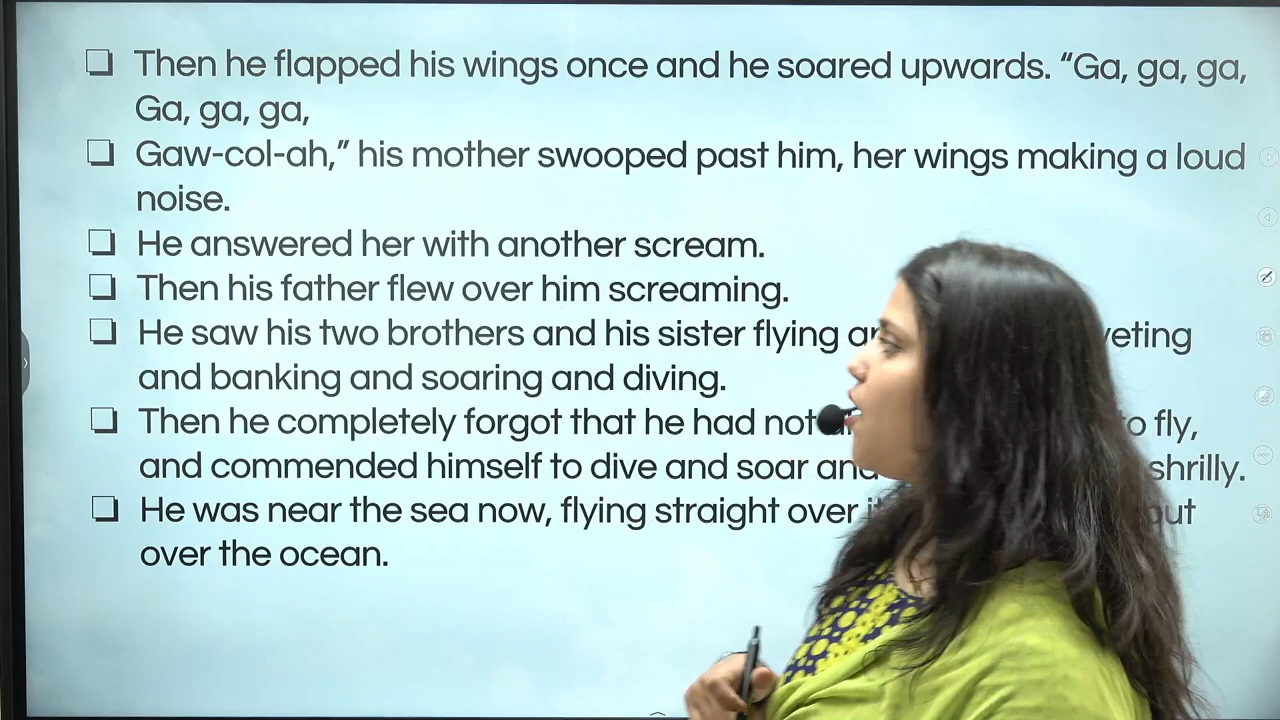 Then he flapped his wings once and he soared upwards. “Ga, ga, ga,
Ga, ga, ga,
Gaw-col-ah,” his mother swooped past him, her wings making a loud
noise.
He answered her with another scream.
Then his father flew over him screaming.
He saw his two brothers and his sister flying
and banking and soaring and diving.
Then he completely forgot that he had not to fly,
and commended himself to dive and soar and shrilly.
He was near the sea now, flying straight over
over the ocean.